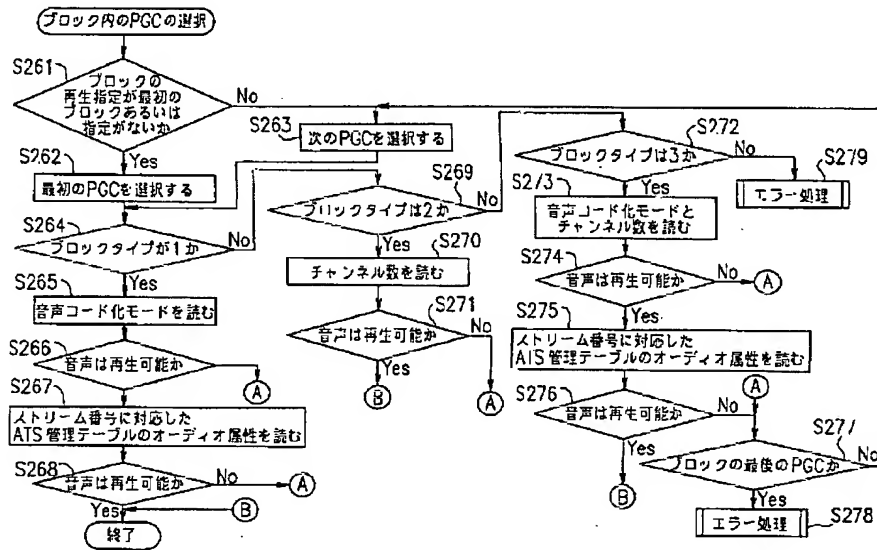 ブロック内のPGCの選択
S261
ブロックの
再生指定が最初の
ブロックあるいは
指定がないか
No
Yes
S262
最初のPGCを選択する
S263
次のPGCを選択する
S264
ブロックタイプが1か
No
Yes
S265
音声コード化モードを読む
S266
音声は再生可能か
A
S267
ストリーム番号に対応した
ATS管理テーブルのオーディオ属性を読む
S268
音声は再生可能か
No
A
Yes
B
終了
S269
ブロックタイプは2か
No
Yes
S270
チャンネル数を読む
S271
音声は再生可能か
No
Yes
B
A
S272
ブロックタイプは3か
No
Yes
S279
エラー処理
S273
音声コード化モードと
チャンネル数を読む
S274
音声は再生可能か
No
A
Yes
S275
ストリーム番号に対応した
ATS管理テーブルのオーディオ属性を読む
S276
音声は再生可能か
No
A
Yes
B
S277
ブロックの最後のPGCか
No
Yes
エラー処理
S278